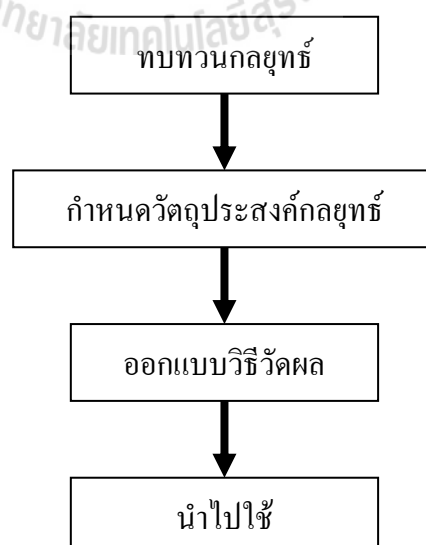 ทบทวนกลยุทธ์
กำหนดวัตถุประสงค์กลยุทธ์
ออกแบบวิธีวัดผล
นำไปใช้